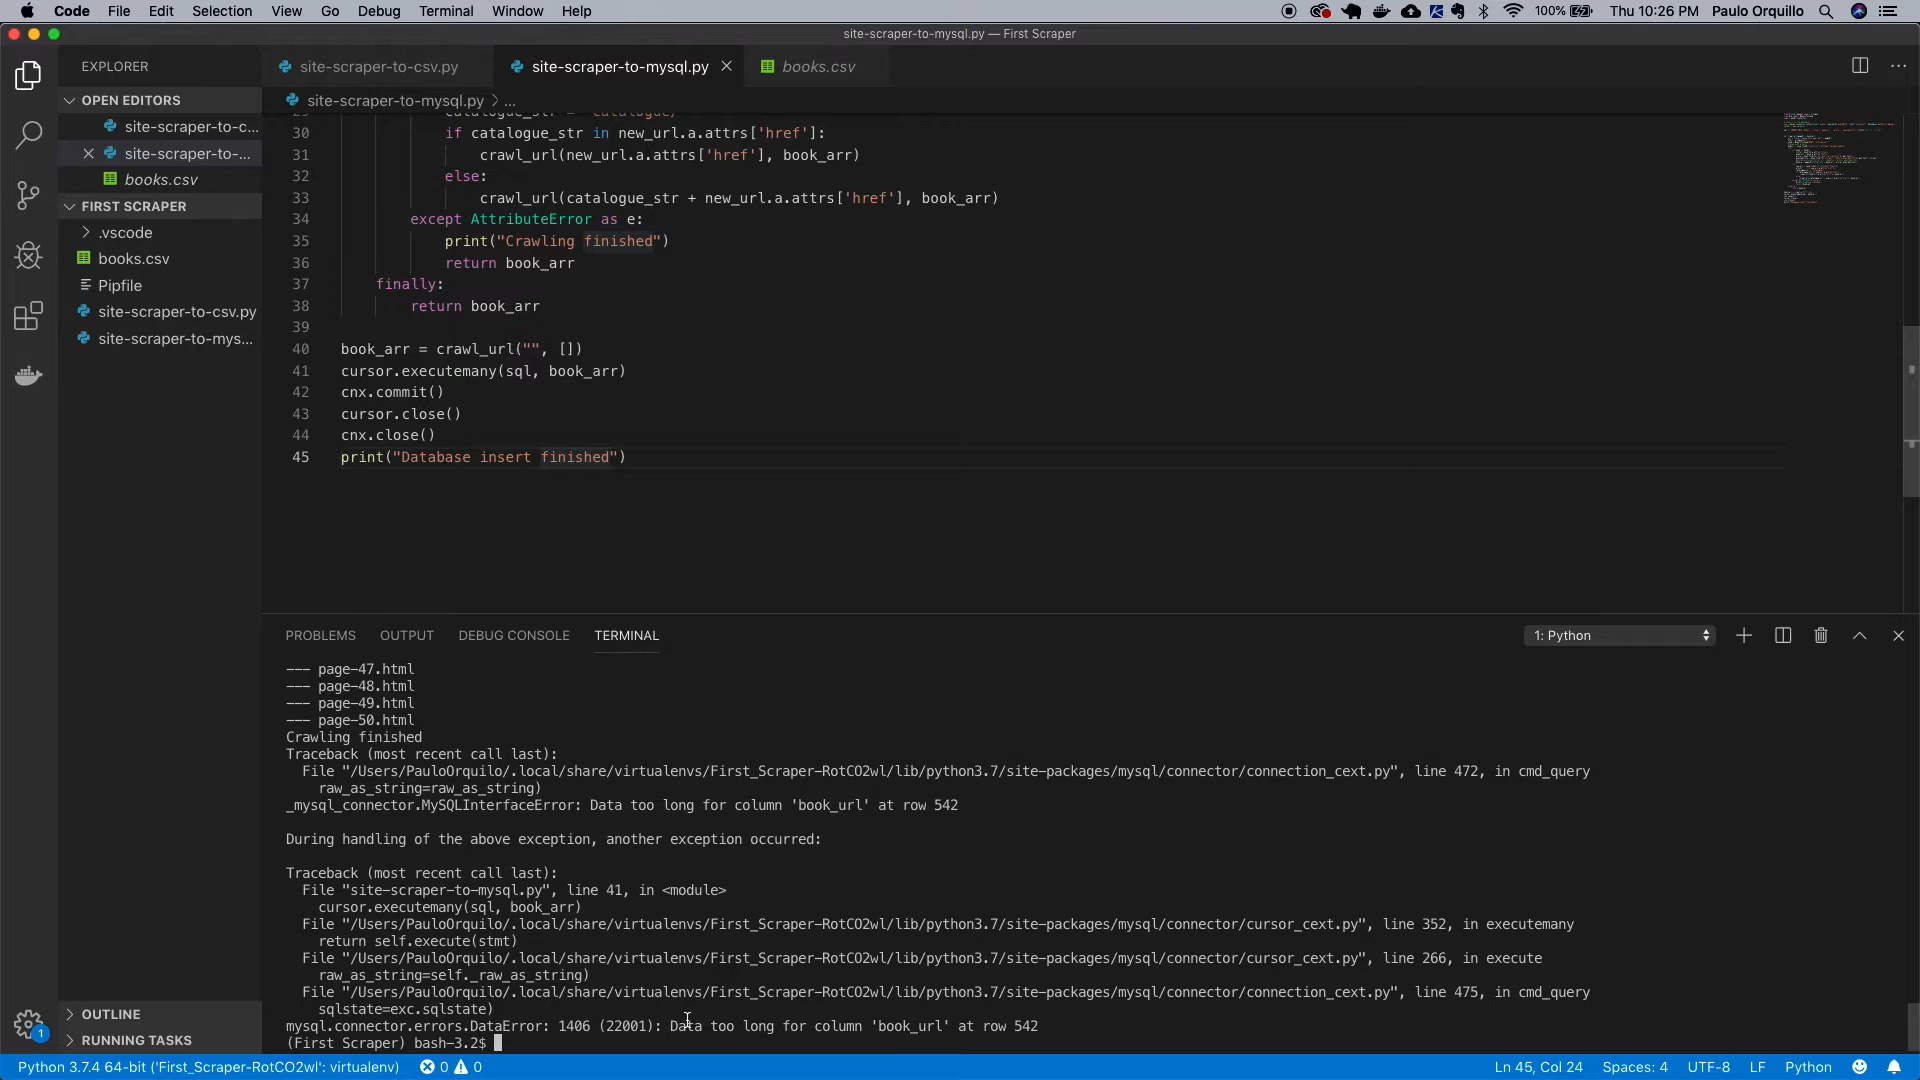 Code File Edit Selection View Go Debug Terminal Window Help 100% Thu 10:26 PM Paulo Orquillo
site-scraper-to-mysql.py — First Scraper
EXPLORER
site-scraper-to-csv.py
site-scraper-to-mysql.py
books.csv
OPEN EDITORS
site-scraper-to-mysql.py > ...
site-scraper-to-c...
site-scraper-to-...
books.csv
FIRST SCRAPER
.vscode
books.csv
Pipfile
site-scraper-to-csv.py
site-scraper-to-mys...
30 if catalogue_str in new_url.a.attrs['href']:
31 crawl_url(new_url.a.attrs['href'], book_arr)
32 else:
33 crawl_url(catalogue_str + new_url.a.attrs['href'], book_arr)
34 except AttributeError as e:
35 print("Crawling finished")
36 return book_arr
37 finally:
38 return book_arr
39
40 book_arr = crawl_url("", [])
41 cursor.executemany(sql, book_arr)
42 cnx.commit()
43 cursor.close()
44 cnx.close()
45 print("Database insert finished")
PROBLEMS OUTPUT DEBUG CONSOLE TERMINAL 1: Python
--- page-47.html
--- page-48.html
--- page-49.html
--- page-50.html
Crawling finished
Traceback (most recent call last):
File "/Users/PauloOrquilo/.local/share/virtualenvs/First_Scraper-RotCO2wl/lib/python3.7/site-packages/mysql/connector/connection_cext.py", line 472, in cmd_query
raw_as_string=raw_as_string)
_mysql_connector.MySQLInterfaceError: Data too long for column 'book_url' at row 542
During handling of the above exception, another exception occurred:
Traceback (most recent call last):
File "site-scraper-to-mysql.py", line 41, in <module>
cursor.executemany(sql, book_arr)
File "/Users/PauloOrquilo/.local/share/virtualenvs/First_Scraper-RotCO2wl/lib/python3.7/site-packages/mysql/connector/cursor_cext.py", line 352, in executemany
return self.execute(stmt)
File "/Users/PauloOrquilo/.local/share/virtualenvs/First_Scraper-RotCO2wl/lib/python3.7/site-packages/mysql/connector/cursor_cext.py", line 266, in execute
raw_as_string=self._raw_as_string)
File "/Users/PauloOrquilo/.local/share/virtualenvs/First_Scraper-RotCO2wl/lib/python3.7/site-packages/mysql/connector/connection_cext.py", line 475, in cmd_query
sqlstate=exc.sqlstate)
mysql.connector.errors.DataError: 1406 (22001): Data too long for column 'book_url' at row 542
(First Scraper) bash-3.2$
OUTLINE
RUNNING TASKS
1
Python 3.7.4 64-bit ('First_Scraper-RotCO2wl': virtualenv) 0 0 Ln 45, Col 24 Spaces: 4 UTF-8 LF Python